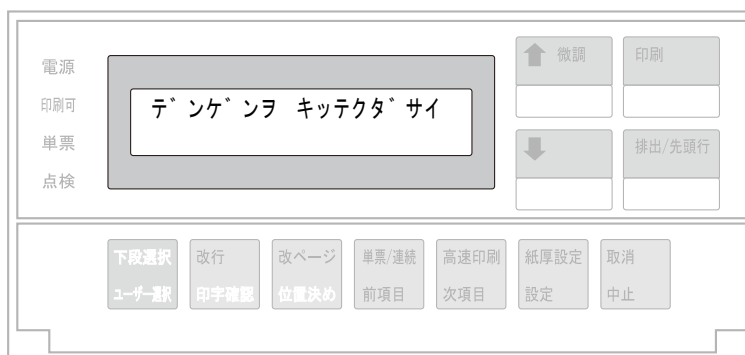 電源
印刷可
単票
点検
デンゲンヲ キッテクダサイ
微調
印刷
排出/先頭行
下段選択
ユーザー選択
改行
印字確認
改ページ
位置決め
単票/連続
前項目
高速印刷
次項目
紙厚設定
設定
取消
中止